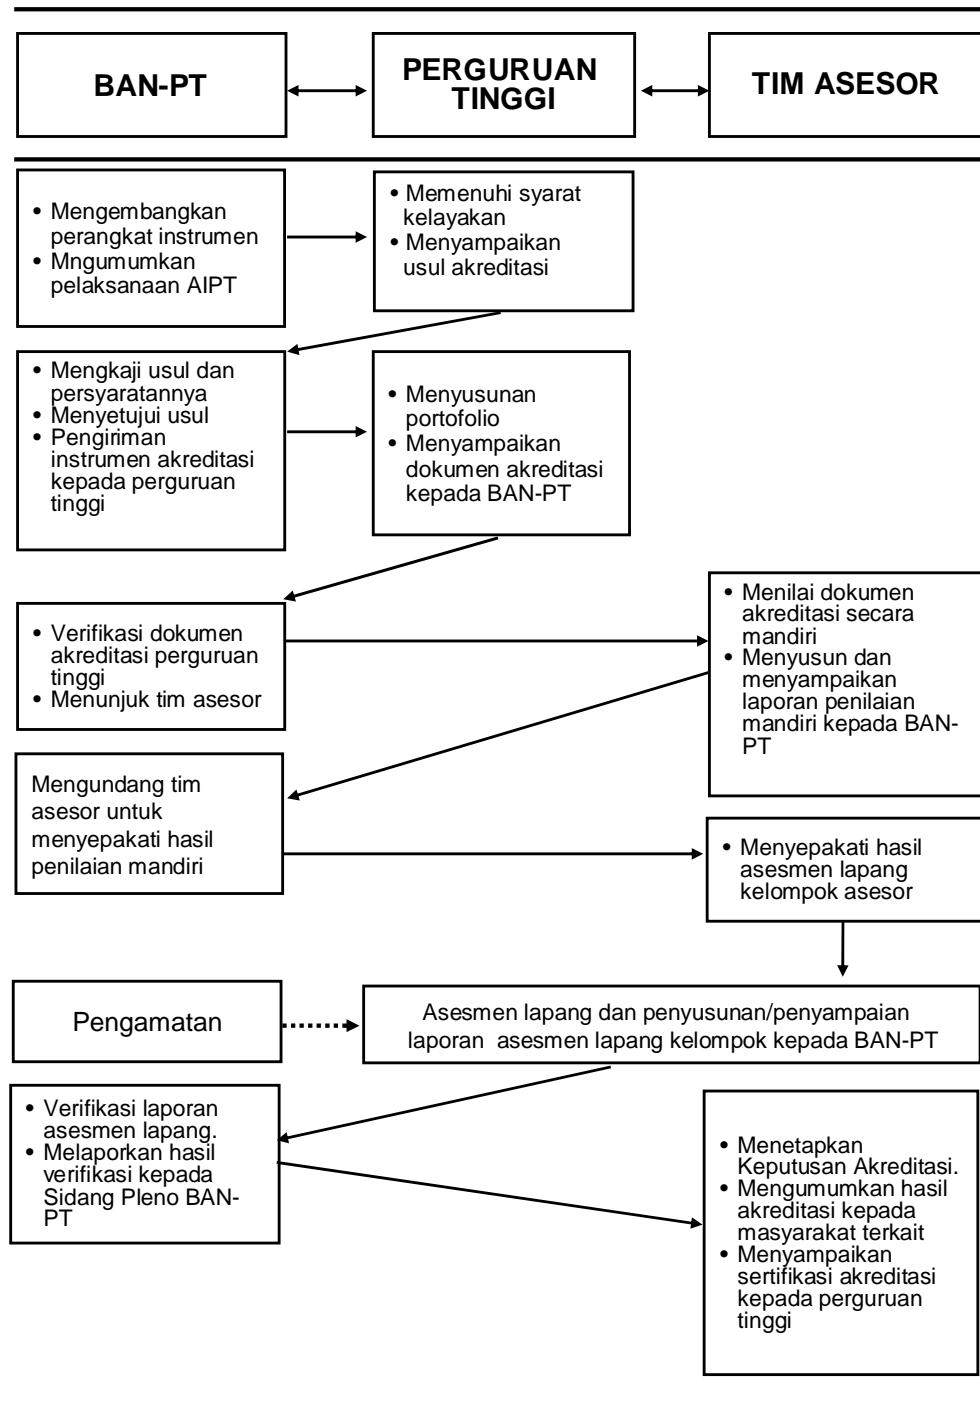 BAN-PT
PERGURUAN
TINGGI
TIM ASESOR
• Mengembangkan
perangkat instrumen
• Mngumumkan
pelaksanaan AIPT
• Memenuhi syarat
kelayakan
• Menyampaikan
usul akreditasi
• Mengkaji usul dan
persyaratannya
• Menyetujui usul
• Pengiriman
instrumen akreditasi
kepada perguruan
tinggi
• Menyusunan
portofolio
• Menyampaikan
dokumen akreditasi
kepada BAN-PT
• Verifikasi dokumen
akreditasi perguruan
tinggi
• Menunjuk tim asesor
• Menilai dokumen
akreditasi secara
mandiri
• Menyusun dan
menyampaikan
laporan penilaian
mandiri kepada BAN-
PT
Mengundang tim
asesor untuk
menyepakati hasil
penilaian mandiri
• Menyepakati hasil
asesmen lapang
kelompok asesor
Pengamatan
Asesmen lapang dan penyusunan/penyampaian
laporan asesmen lapang kelompok kepada BAN-PT
• Verifikasi laporan
asesmen lapang.
• Melaporkan hasil
verifikasi kepada
Sidang Pleno BAN-
PT
• Menetapkan
Keputusan Akreditasi.
• Mengumumkan hasil
akreditasi kepada
masyarakat terkait
• Menyampaikan
sertifikasi akreditasi
kepada perguruan
tinggi